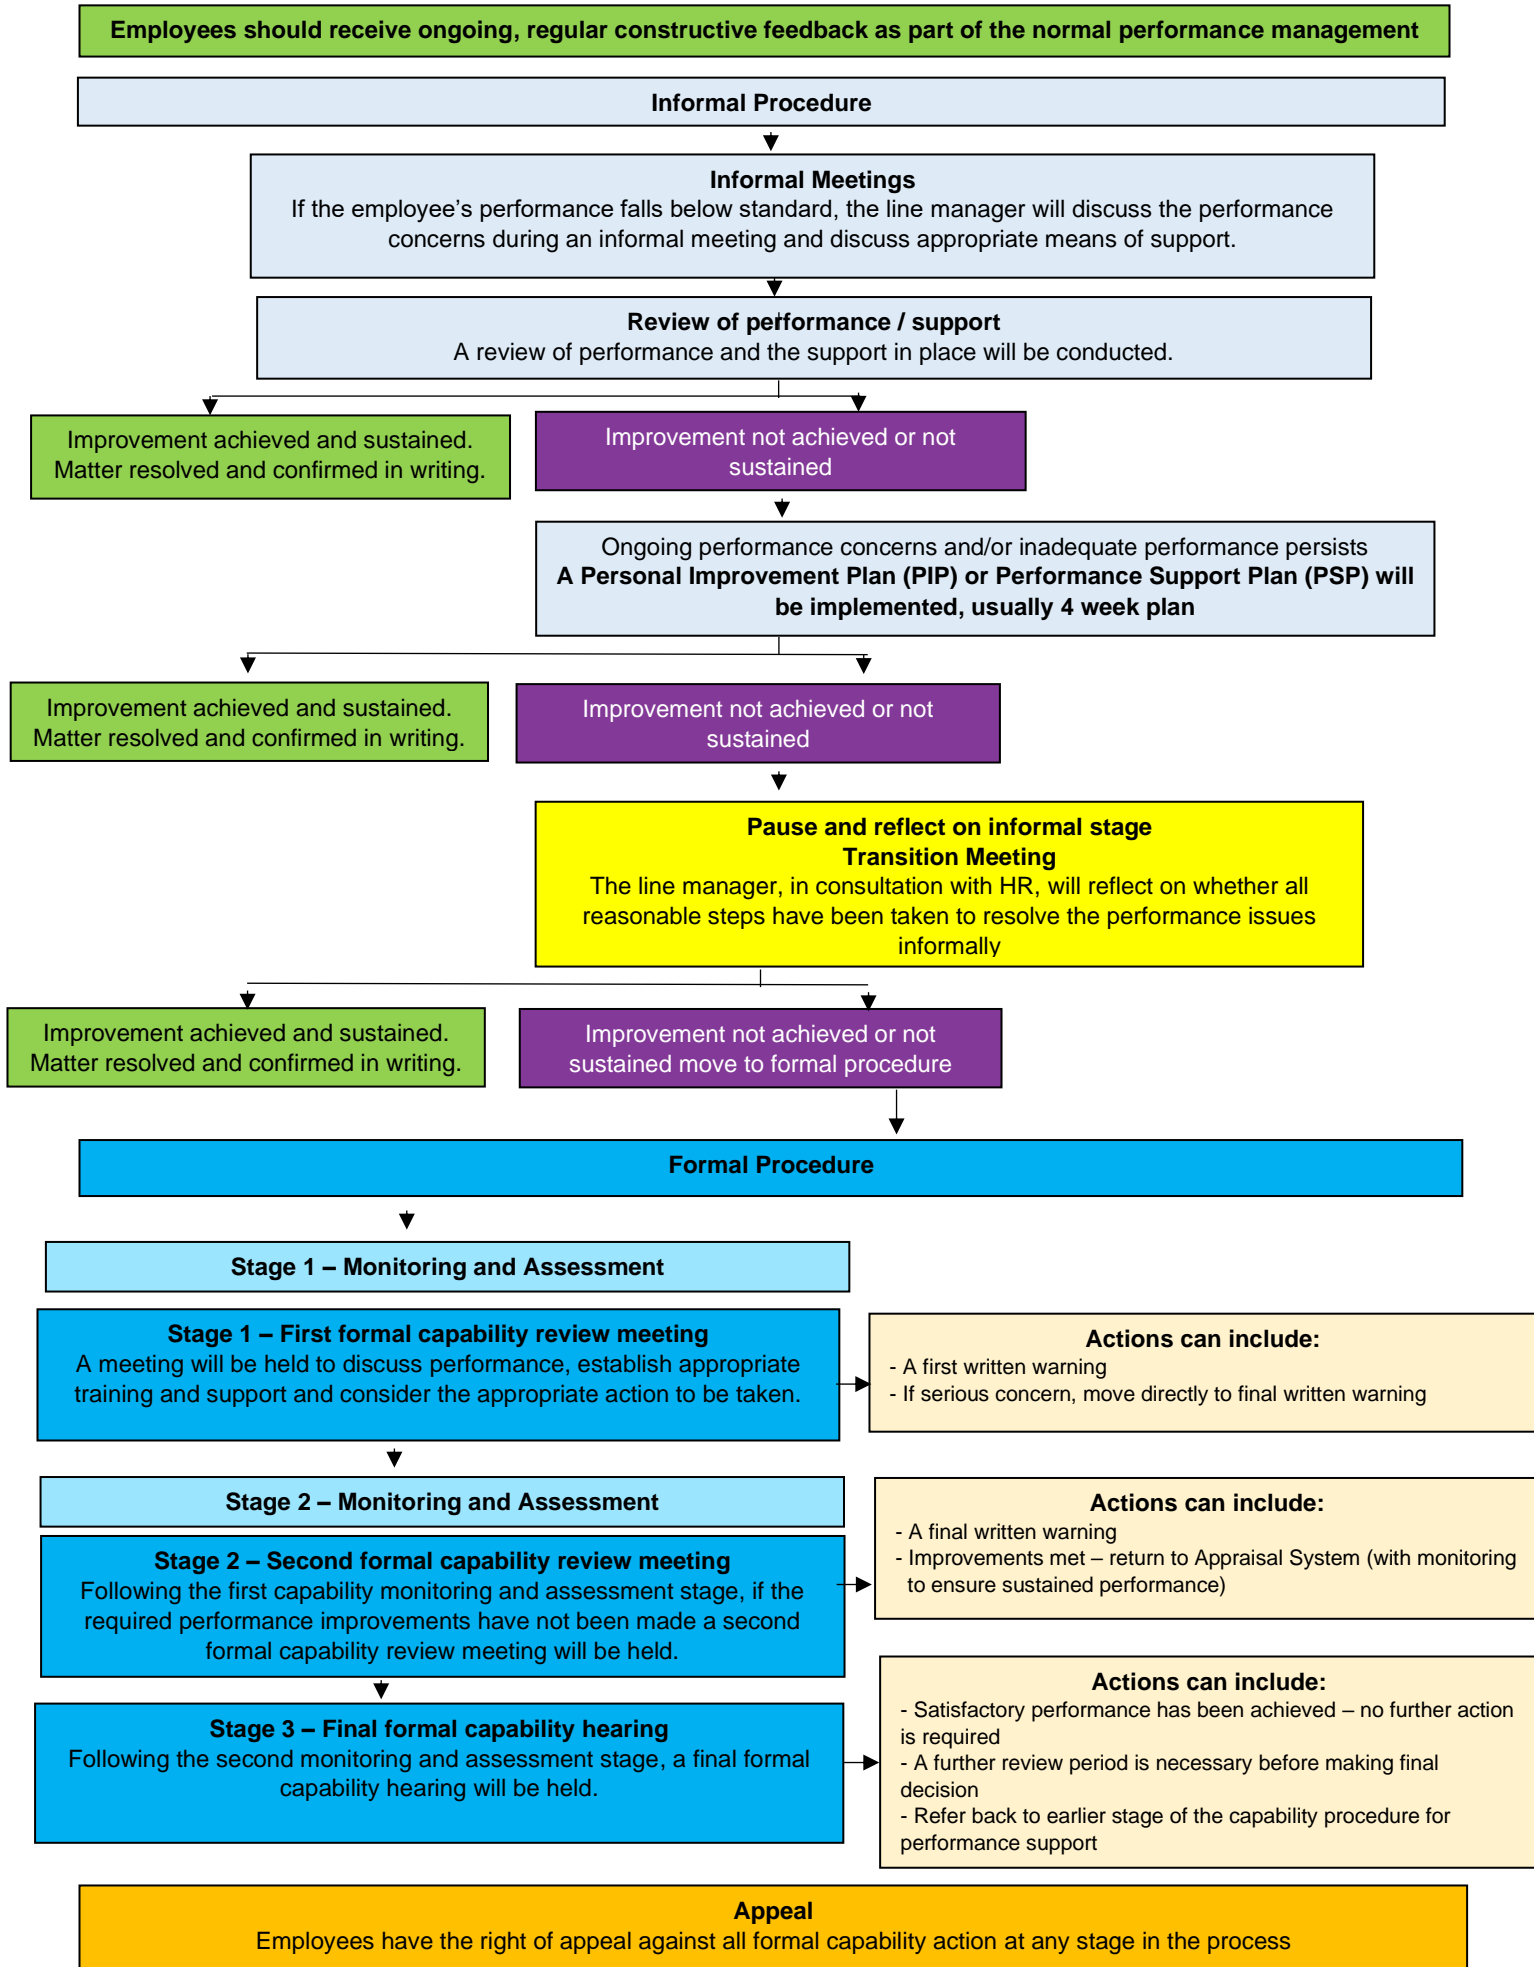 Employees should receive ongoing, regular constructive feedback as part of the normal performance management
Informal Procedure
Informal Meetings
If the employee’s performance falls below standard, the line manager will discuss the performance
concerns during an informal meeting and discuss appropriate means of support.
Review of performance / support
A review of performance and the support in place will be conducted.
Improvement achieved and sustained.
Matter resolved and confirmed in writing.
Improvement not achieved or not
sustained
Ongoing performance concerns and/or inadequate performance persists
A Personal Improvement Plan (PIP) or Performance Support Plan (PSP) will
be implemented, usually 4 week plan
Improvement achieved and sustained.
Matter resolved and confirmed in writing.
Improvement not achieved or not
sustained
Pause and reflect on informal stage
Transition Meeting
The line manager, in consultation with HR, will reflect on whether all
reasonable steps have been taken to resolve the performance issues
informally
Improvement achieved and sustained.
Matter resolved and confirmed in writing.
Improvement not achieved or not
sustained move to formal procedure
Formal Procedure
Stage 1 – Monitoring and Assessment
Stage 1 – First formal capability review meeting
A meeting will be held to discuss performance, establish appropriate
training and support and consider the appropriate action to be taken.
Actions can include:
- A first written warning
- If serious concern, move directly to final written warning
Stage 2 – Monitoring and Assessment
Stage 2 – Second formal capability review meeting
Following the first capability monitoring and assessment stage, if the
required performance improvements have not been made a second
formal capability review meeting will be held.
Actions can include:
- A final written warning
- Improvements met – return to Appraisal System (with monitoring
to ensure sustained performance)
Stage 3 – Final formal capability hearing
Following the second monitoring and assessment stage, a final formal
capability hearing will be held.
Actions can include:
- Satisfactory performance has been achieved – no further action
is required
- A further review period is necessary before making final
decision
- Refer back to earlier stage of the capability procedure for
performance support
Appeal
Employees have the right of appeal against all formal capability action at any stage in the process